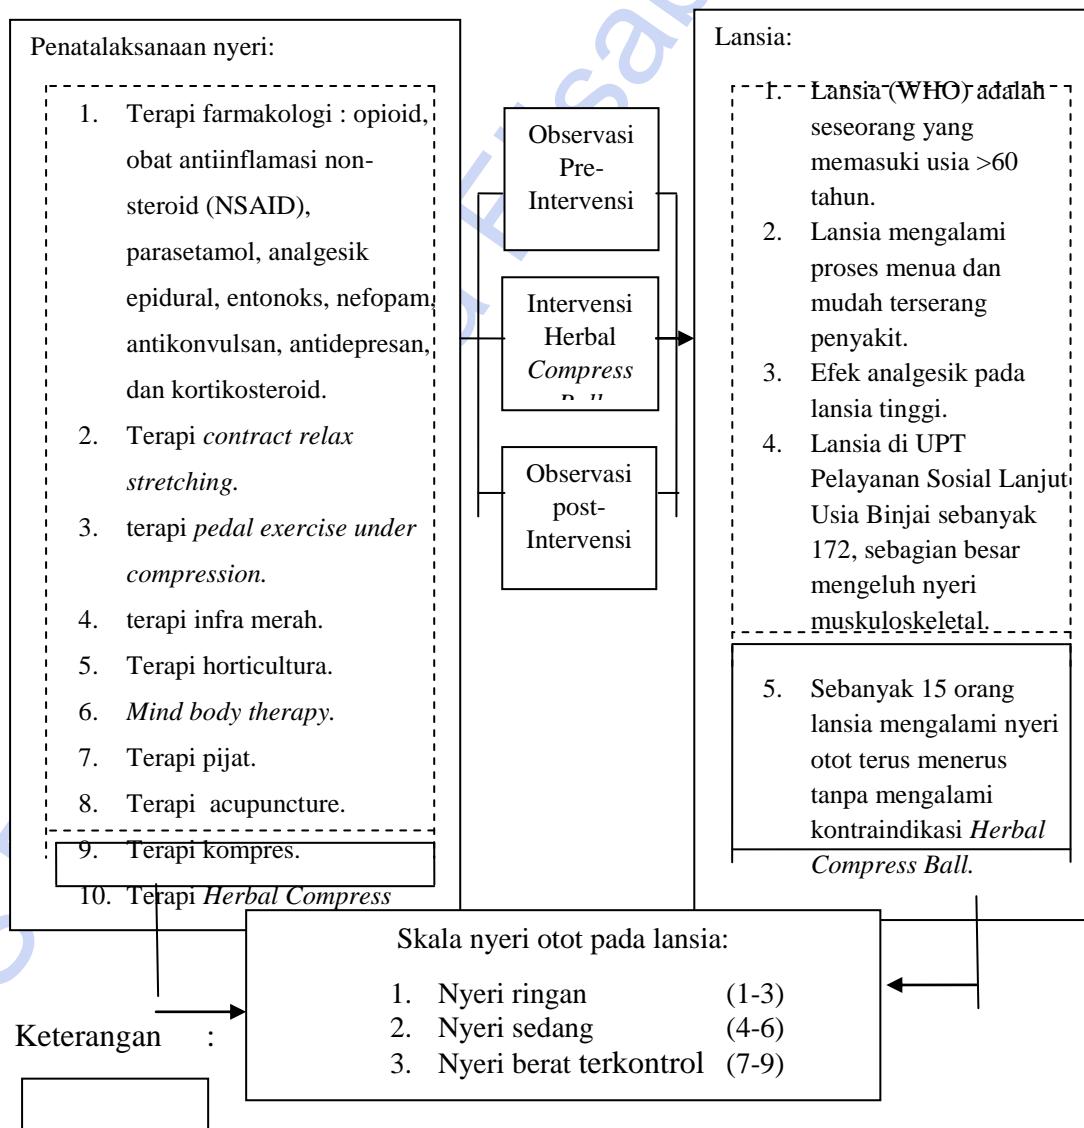 Penatalaksanaan nyeri:
1. Terapi farmakologi : opioid,
obat antiinflamasi non-
steroid (NSAID),
parasetamol, analgesik
epidural, entonoks, nefopam,
antikonvulsan, antidepresan,
dan kortikosteroid.
2. Terapi contract relax
stretching.
3. terapi pedal exercise under
compression.
4. terapi infra merah.
5. Terapi horticultura.
6. Mind body therapy.
7. Terapi pijat.
8. Terapi acupuncture.
9. Terapi kompres.
10. Terapi Herbal Compress
Observasi
Pre-
Intervensi
Intervensi
Herbal
Compress
Observasi
post-
Intervensi
Lansia:
1. Lansia (WHO) adalah
seseorang yang
memasuki usia >60
tahun.
2. Lansia mengalami
proses menua dan
mudah terserang
penyakit.
3. Efek analgesik pada
lansia tinggi.
4. Lansia di UPT
Pelayanan Sosial Lanjut
Usia Binjai sebanyak
172, sebagian besar
mengeluh nyeri
muskuloskeletal.
5. Sebanyak 15 orang
lansia mengalami nyeri
otot terus menerus
tanpa mengalami
kontraindikasi Herbal
Compress Ball.
Skala nyeri otot pada lansia:
1. Nyeri ringan (1-3)
2. Nyeri sedang (4-6)
3. Nyeri berat terkontrol (7-9)
Keterangan :